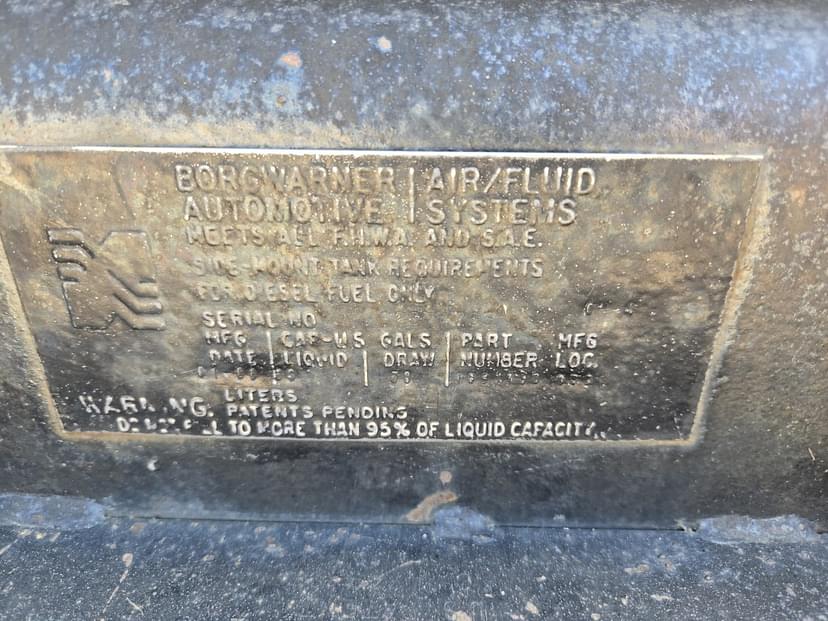 BORGWARNER | AIR/FLUID
AUTOMOTIVE | SYSTEMS
MEETS ALL F.H.W.A. AND S.A.E.
SIDE-MOUNT TANK REQUIREMENTS
FOR DIESEL FUEL ONLY
SERIAL NO
MFG | CAP-U.S GALS | PART MFG
DATE | LIQUID | DRAW | NUMBER LOC.
LITERS
WARNING. PATENTS PENDING
TO MORE THAN 95% OF LIQUID CAPACITY.